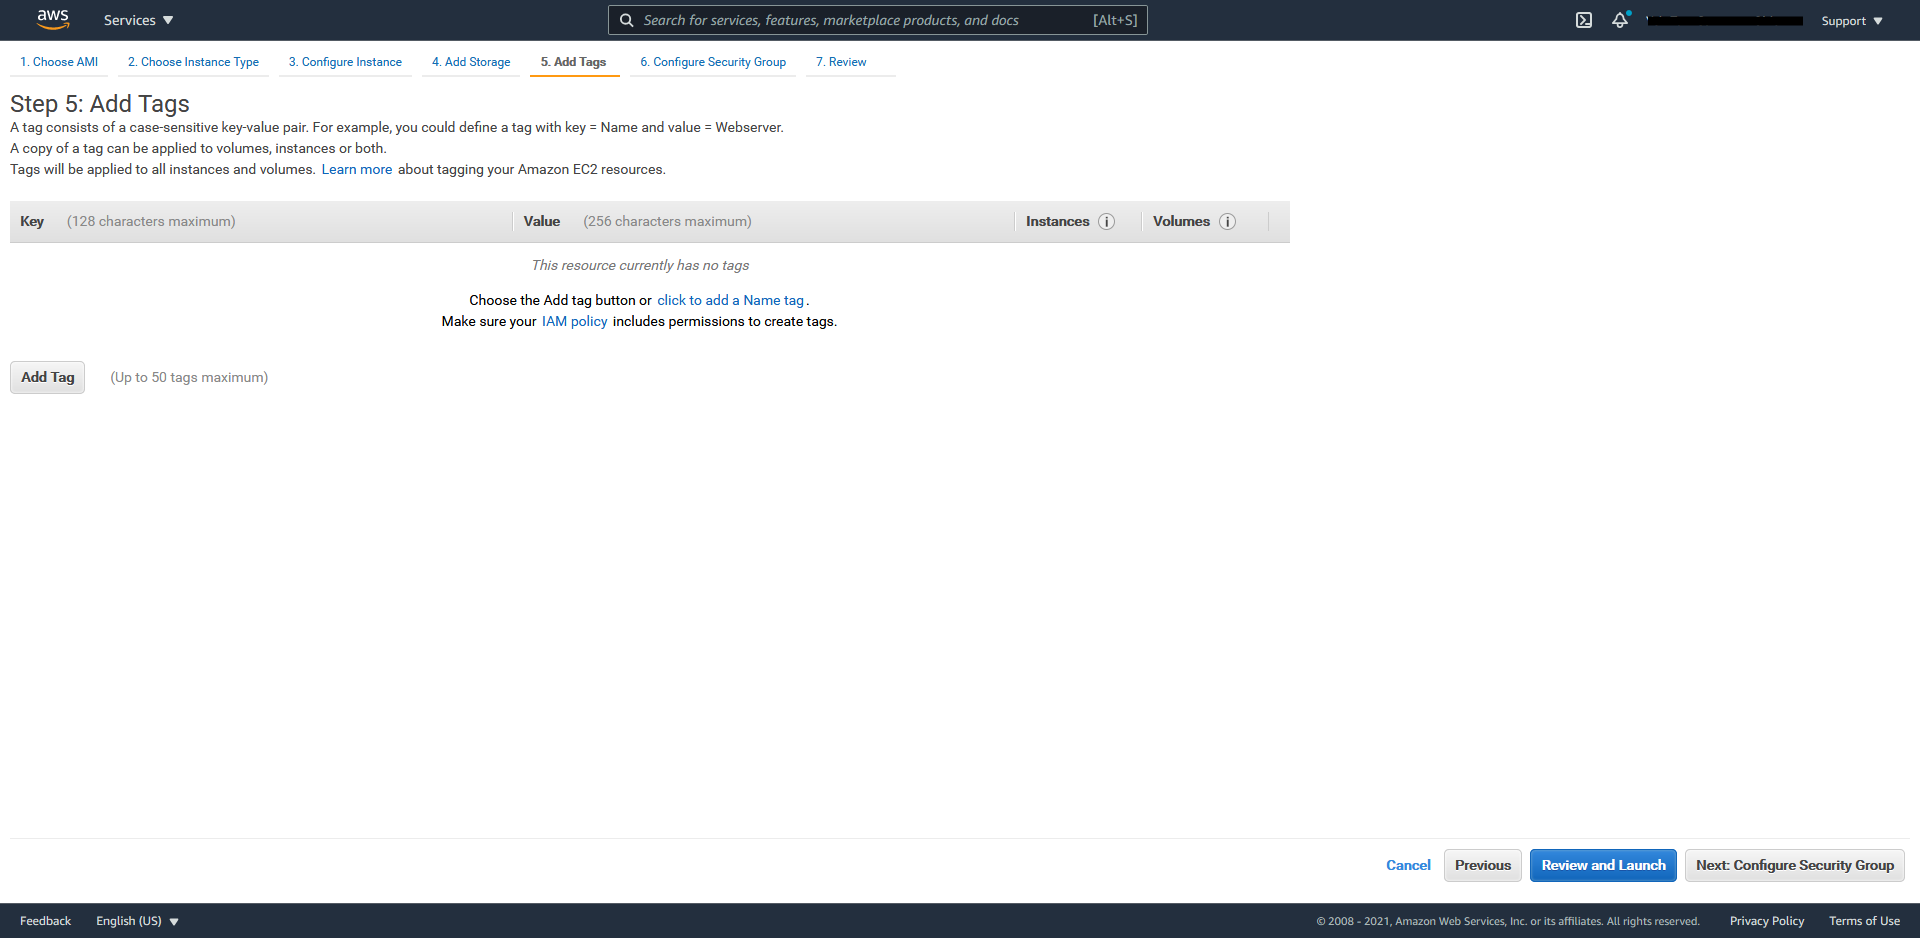 aws Services Search for services, features, marketplace products, and docs [Alt+S] Support
1. Choose AMI 2. Choose Instance Type 3. Configure Instance 4. Add Storage 5. Add Tags 6. Configure Security Group 7. Review
Step 5: Add Tags
A tag consists of a case-sensitive key-value pair. For example, you could define a tag with key = Name and value = Webserver.
A copy of a tag can be applied to volumes, instances or both.
Tags will be applied to all instances and volumes. Learn more about tagging your Amazon EC2 resources.
Key (128 characters maximum) Value (256 characters maximum) Instances i Volumes i
This resource currently has no tags
Choose the Add tag button or click to add a Name tag.
Make sure your IAM policy includes permissions to create tags.
Add Tag (Up to 50 tags maximum)
Cancel Previous Review and Launch Next: Configure Security Group
Feedback English (US) © 2008 - 2021, Amazon Web Services, Inc. or its affiliates. All rights reserved. Privacy Policy Terms of Use